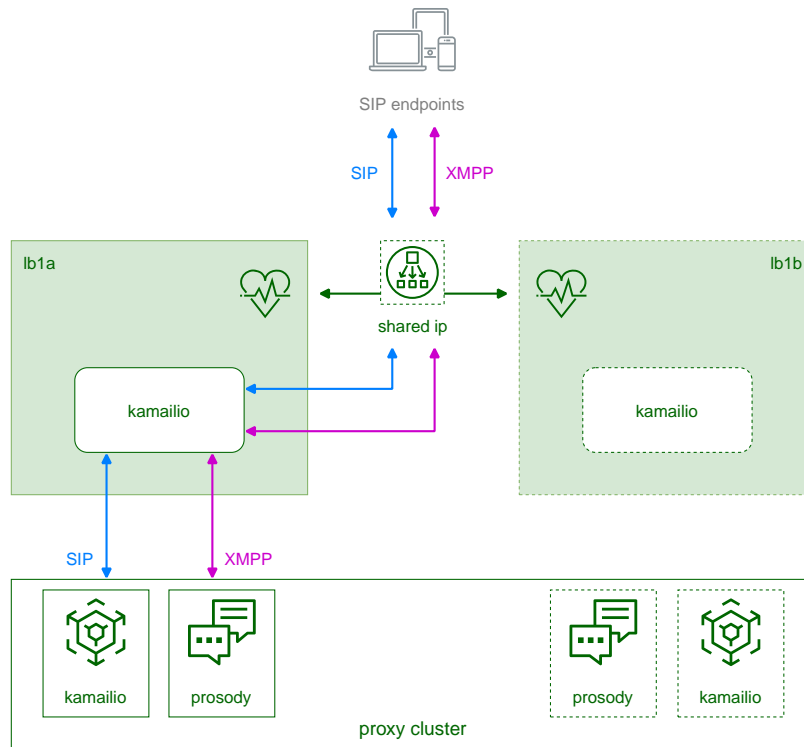 SIP endpoints
SIP
XMPP
lb1a
lb1b
shared ip
kamailio
kamailio
SIP
XMPP
kamailio
prosody
prosody
kamailio
proxy cluster